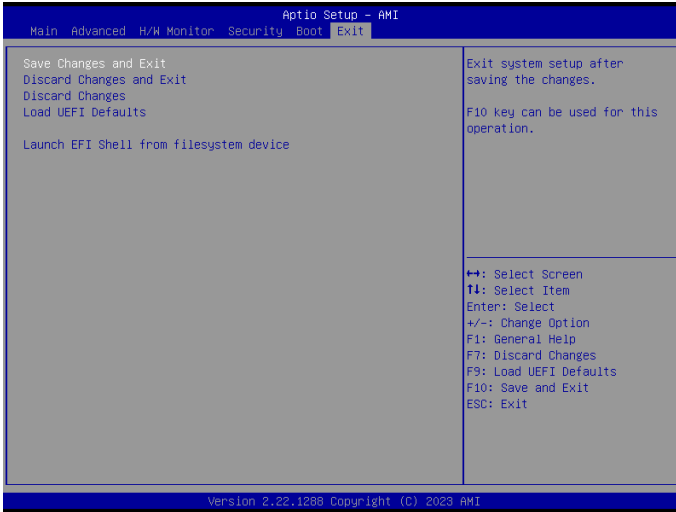 Aptio Setup - AMI
Main Advanced H/W Monitor Security Boot Exit
Save Changes and Exit
Discard Changes and Exit
Discard Changes
Load UEFI Defaults
Launch EFI Shell from filesystem device
Exit system setup after
saving the changes.
F10 key can be used for this
operation.
→←: Select Screen
↑↓: Select Item
Enter: Select
+/-: Change Option
F1: General Help
F7: Discard Changes
F9: Load UEFI Defaults
F10: Save and Exit
ESC: Exit
Version 2.22.1288 Copyright (C) 2023 AMI